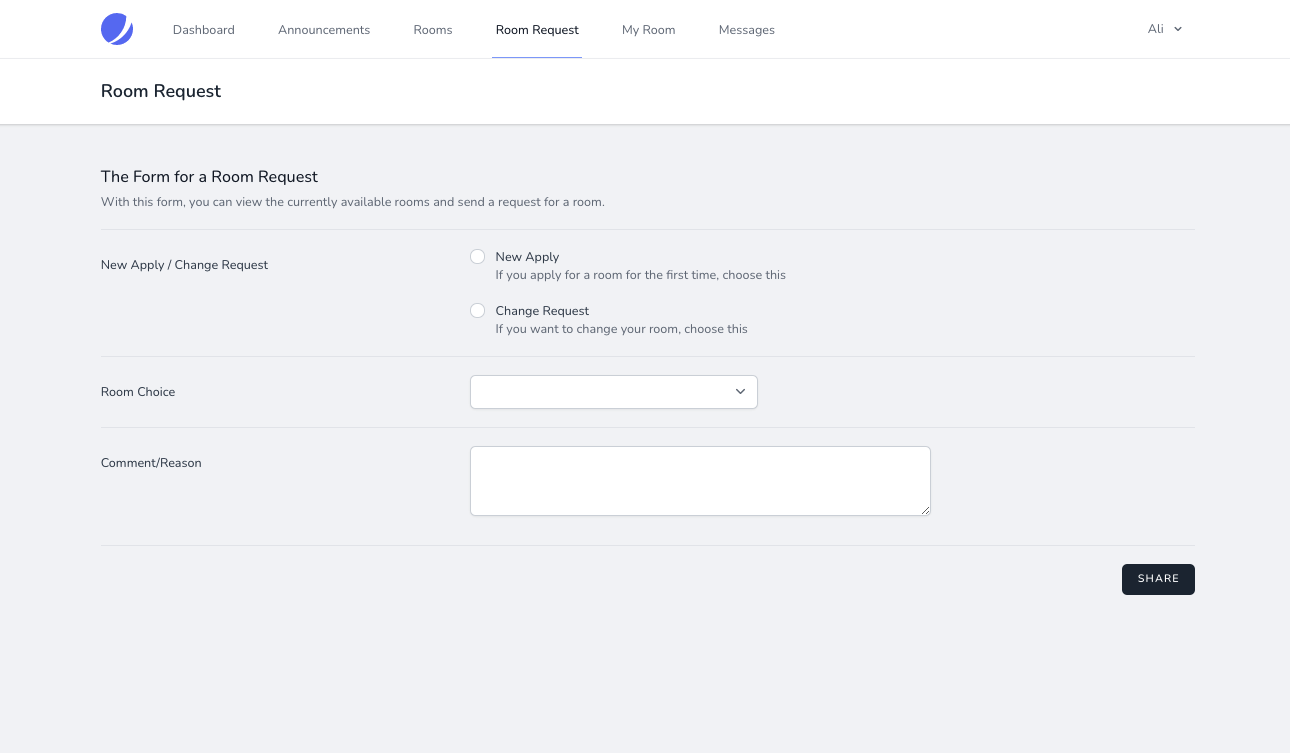 Dashboard Announcements Rooms Room Request My Room Messages Ali
Room Request
The Form for a Room Request
With this form, you can view the currently available rooms and send a request for a room.
New Apply / Change Request
New Apply
If you apply for a room for the first time, choose this
Change Request
If you want to change your room, choose this
Room Choice
Comment/Reason
SHARE